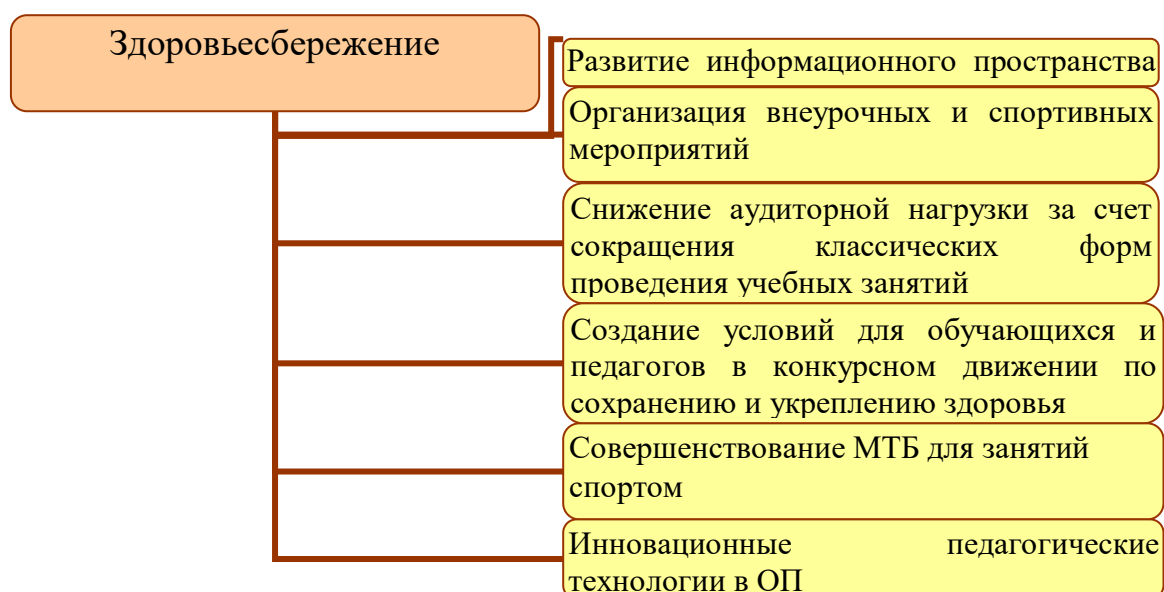 Здоровьесбережение
Развитие информационного пространства
Организация внеурочных и спортивных
мероприятий
Снижение аудиторной нагрузки за счет
сокращения классических форм
проведения учебных занятий
Создание условий для обучающихся и
педагогов в конкурсном движении по
сохранению и укреплению здоровья
Совершенствование МТБ для занятий
спортом
Инновационные педагогические
технологии в ОП